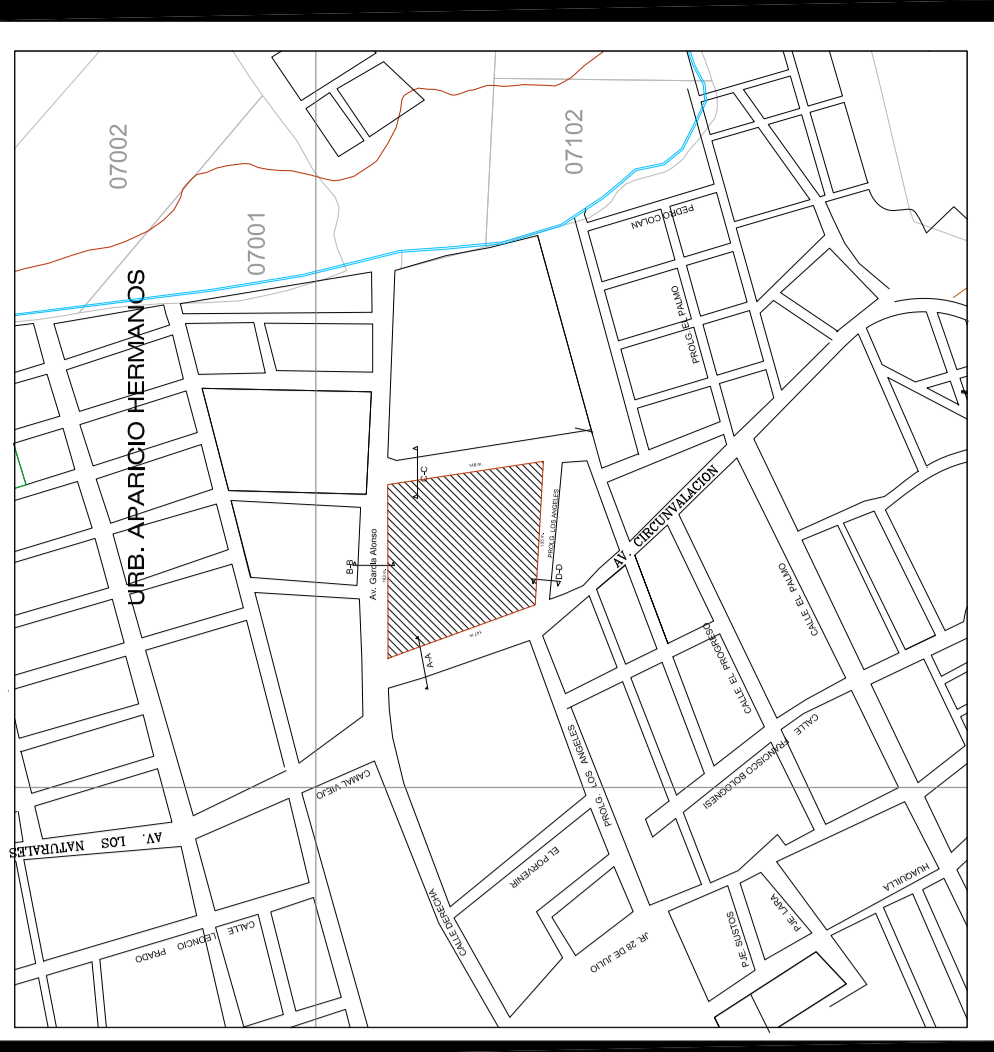 07002
07001
07102
URB. APARICIO HERMANOS
PEDRO COLAN
PROLG EL PALMO
C-C
B-B
Av. Garcia Alonso
PROLG. LOS ANGELES
D-D
A-A
147 m
AV. CIRCUNVALACION
CALLE EL PALMO
CALLE EL PROGRESO
CALLE
FRANCISCO BOLOGNESI
PROLG. LOS ANGELES
CAMAL VIEJO
AV. LOS NATURALES
EL PORVENIR
CALLE DERECHA
CALLE LEONCIO PRADO
JR. 28 DE JULIO
PJE. SUSTOS
PJE. LARA
HUAQUILLA